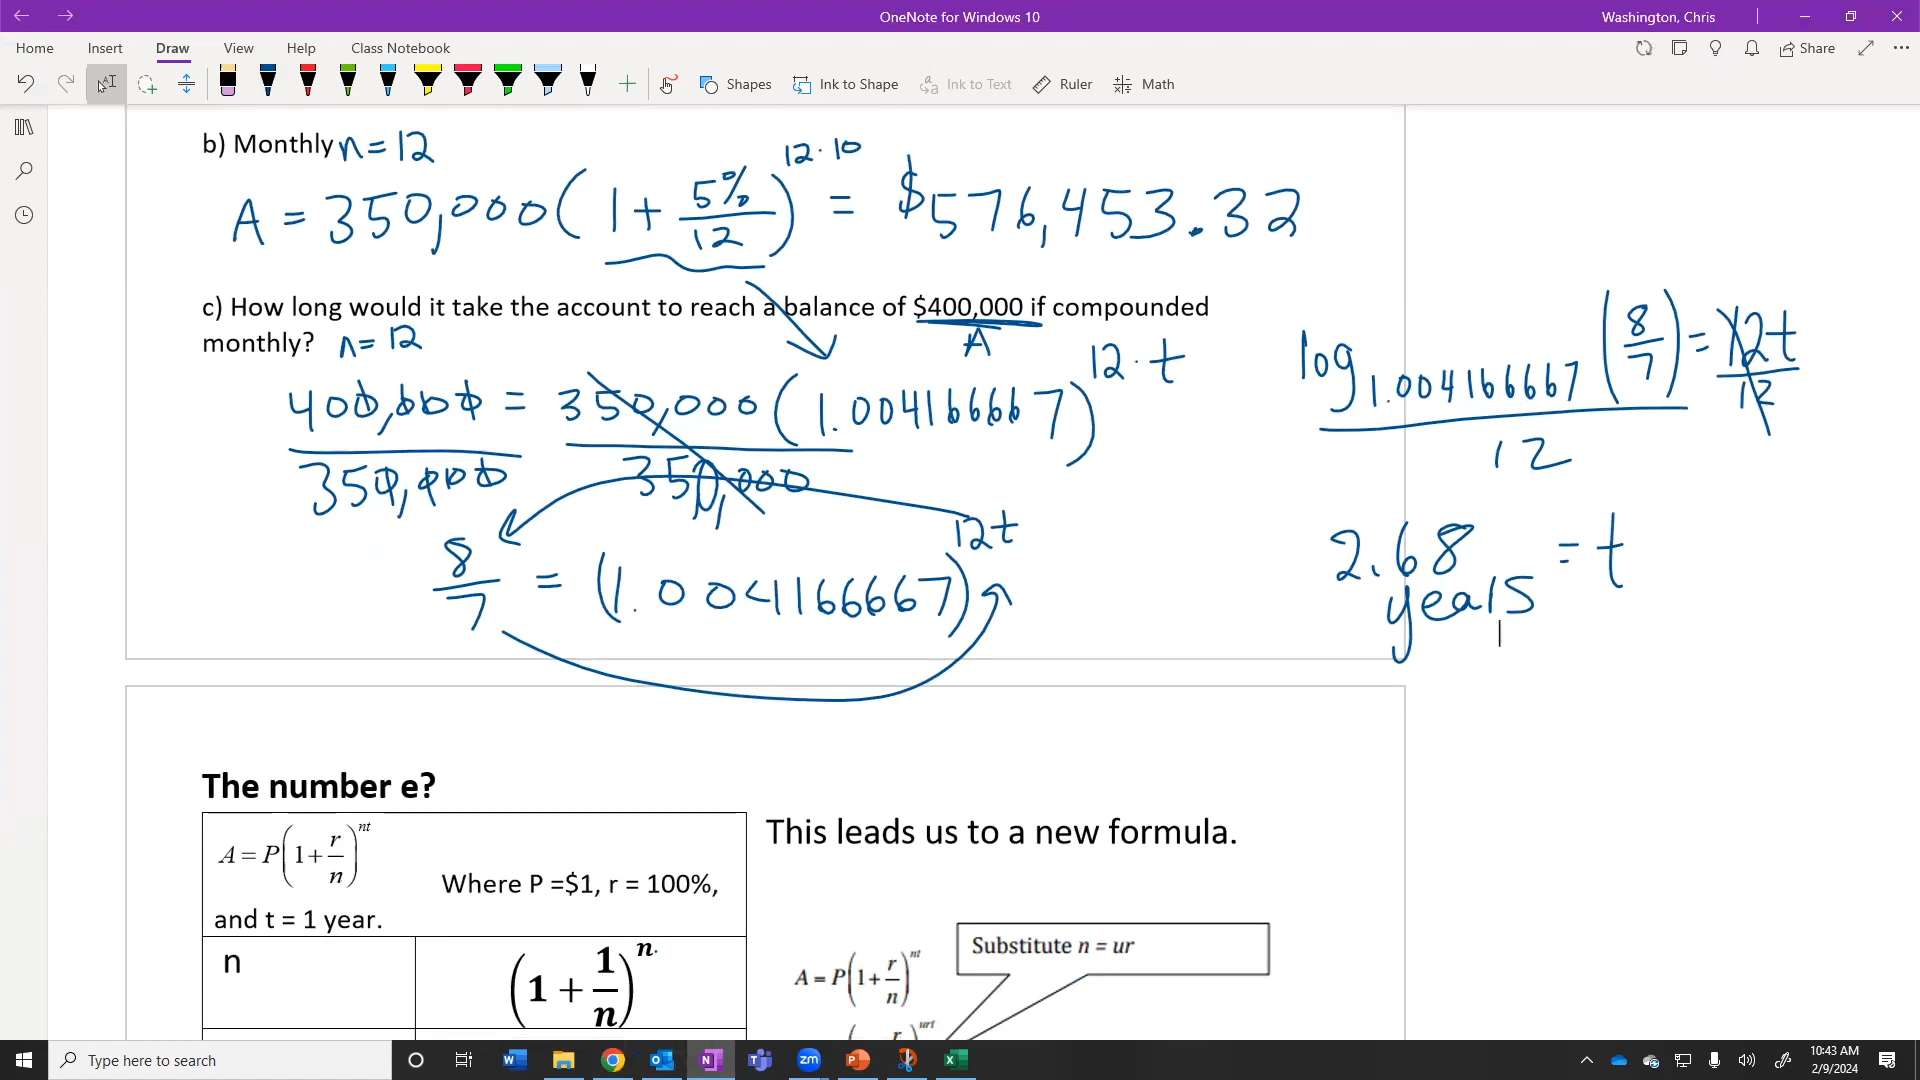 OneNote for Windows 10
Washington, Chris
Home Insert Draw View Help Class Notebook
Share
Shapes Ink to Shape Ink to Text Ruler Math
b) Monthly n = 12
A = 350,000(1 + 5%/12)^12·10 = $576,453.32
c) How long would it take the account to reach a balance of $400,000 if compounded
A
monthly? n = 12
400,000 = 350,000(1.004166667)^12·t
350,000 350,000
8/7 = (1.004166667)^12t
log_1.004166667 (8/7) = 12t
12 12
2.68 = t
years
The number e?
A = P(1 + r/n)^nt
Where P =$1, r = 100%,
and t = 1 year.
n
(1 + 1/n)^n
This leads us to a new formula.
Substitute n = ur
A = P(1 + r/n)^nt
r urt
Type here to search
10:43 AM
2/9/2024